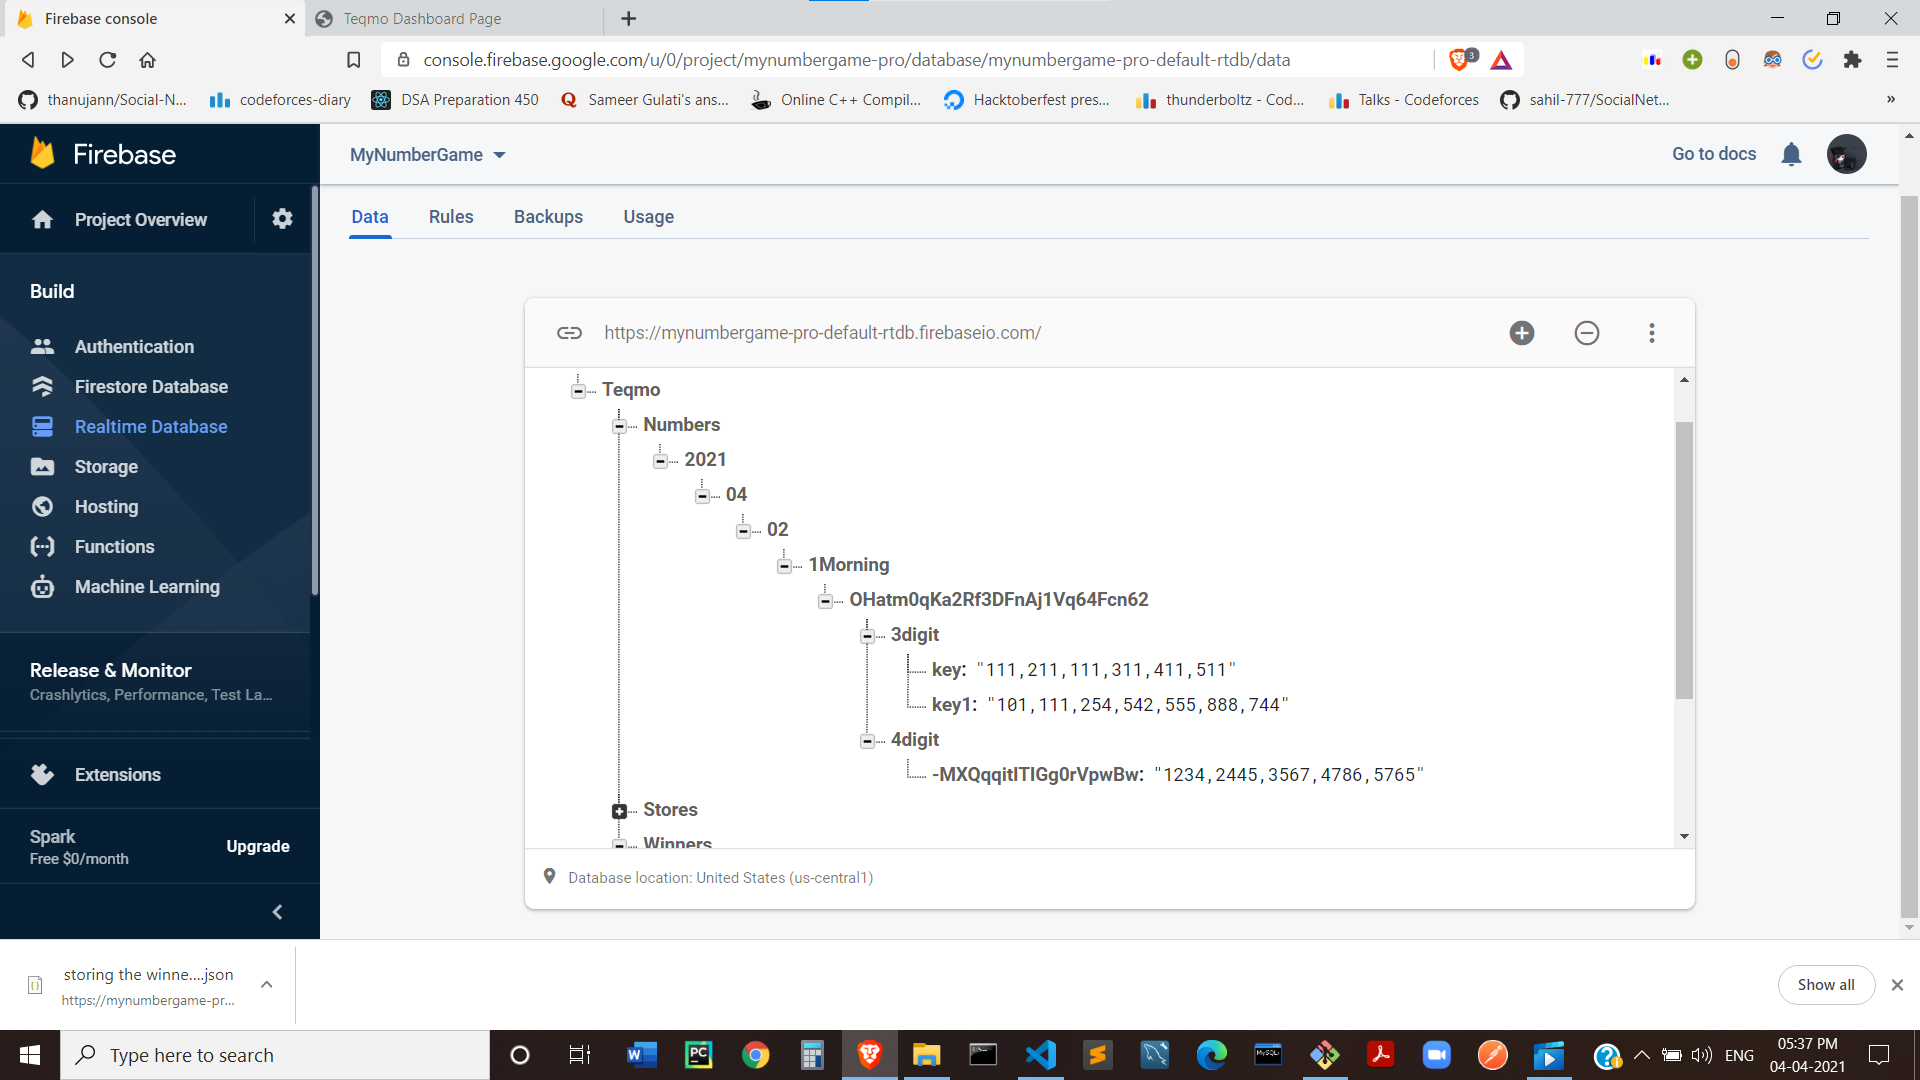 Firebase console
Teqmo Dashboard Page
console.firebase.google.com/u/0/project/mynumbergame-pro/database/mynumbergame-pro-default-rtdb/data
3
thanujann/Social-N...
codeforces-diary
DSA Preparation 450
Sameer Gulati's ans...
Online C++ Compil...
Hacktoberfest pres...
thunderboltz - Cod...
Talks - Codeforces
sahil-777/SocialNet...
»
Firebase
MyNumberGame
Go to docs
Project Overview
Data
Rules
Backups
Usage
Build
Authentication
Firestore Database
Realtime Database
Storage
Hosting
Functions
Machine Learning
Release & Monitor
Crashlytics, Performance, Test La...
Extensions
Spark
Free $0/month
Upgrade
https://mynumbergame-pro-default-rtdb.firebaseio.com/
Teqmo
Numbers
2021
04
02
1Morning
OHatm0qKa2Rf3DFnAj1Vq64Fcn62
3digit
key: "111,211,111,311,411,511"
key1: "101,111,254,542,555,888,744"
4digit
-MXQqqitITIGg0rVpwBw: "1234,2445,3567,4786,5765"
Stores
Winners
Database location: United States (us-central1)
storing the winne....json
https://mynumbergame-pr...
Show all
Type here to search
ENG
05:37 PM
04-04-2021